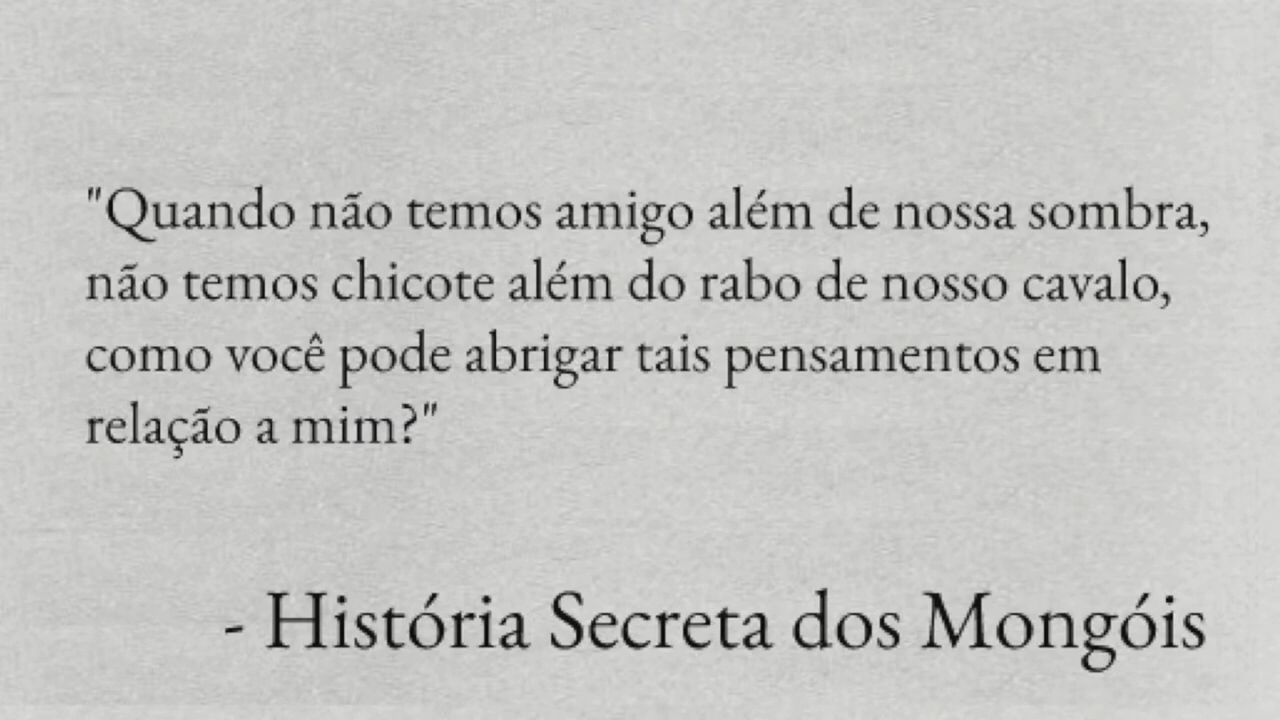 "Quando não temos amigo além de nossa sombra,
não temos chicote além do rabo de nosso cavalo,
como você pode abrigar tais pensamentos em
relação a mim?"
- História Secreta dos Mongóis